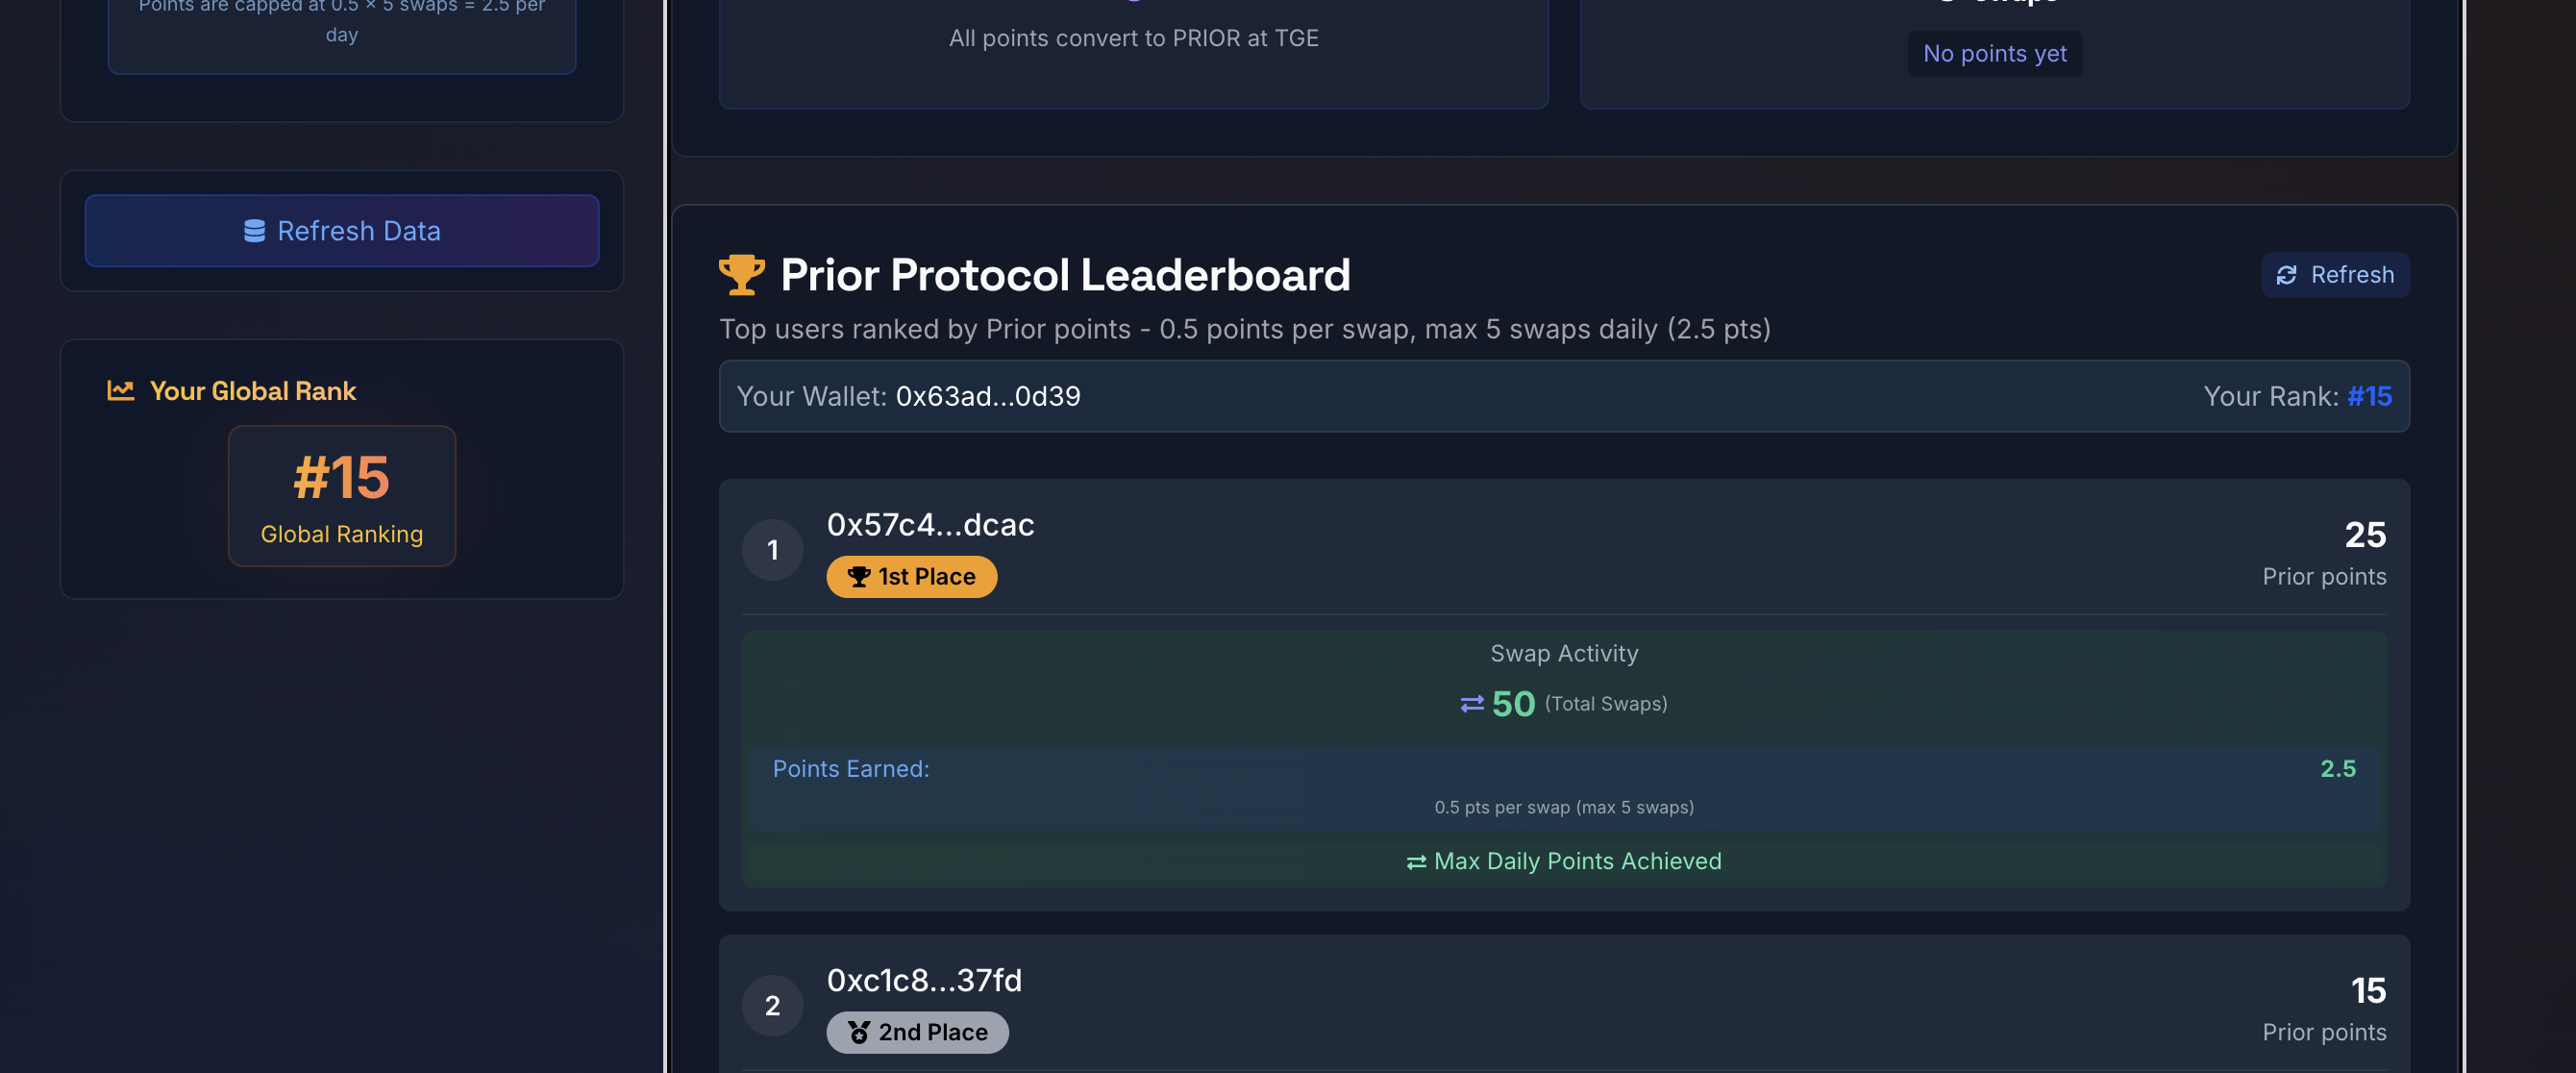 Points are capped at 0.5 × 5 swaps = 2.5 per
day
Refresh Data
Your Global Rank
#15
Global Ranking
All points convert to PRIOR at TGE
Swaps
No points yet
Prior Protocol Leaderboard
Refresh
Top users ranked by Prior points - 0.5 points per swap, max 5 swaps daily (2.5 pts)
Your Wallet: 0x63ad...0d39
Your Rank: #15
1
0x57c4...dcac
1st Place
25
Prior points
Swap Activity
50 (Total Swaps)
Points Earned:
2.5
0.5 pts per swap (max 5 swaps)
Max Daily Points Achieved
2
0xc1c8...37fd
2nd Place
15
Prior points